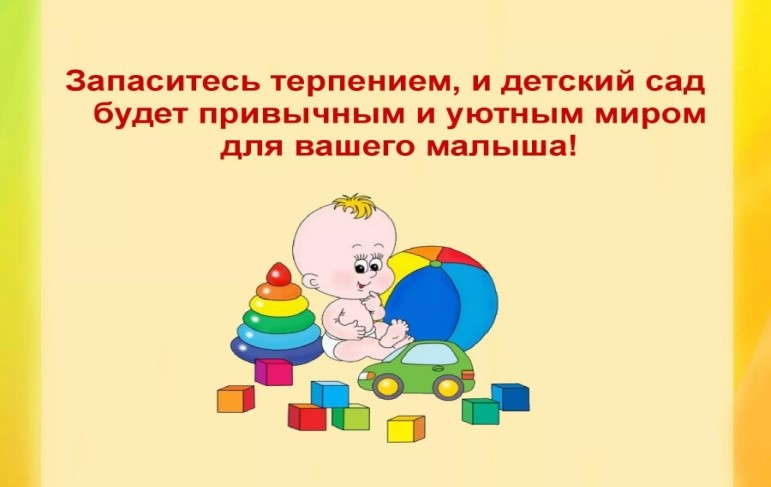 Запаситесь терпением, и детский сад
будет привычным и уютным миром
для вашего малыша!